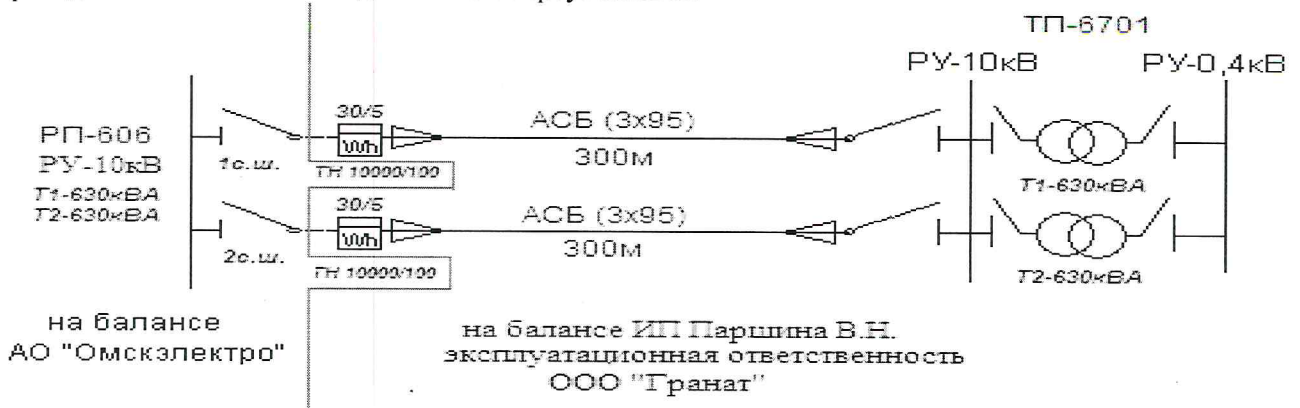 ТП-6701
РУ-10кВ
РУ-0,4кВ
РП-606
РУ-10кВ
Т1-630кВА
Т2-630кВА
1с.ш.
30/5
Wh
ТН 10000/100
АСБ (3х95)
300м
Т1-630кВА
2с.ш.
30/5
Wh
ТН 10000/100
АСБ (3х95)
300м
Т2-630кВА
на балансе
АО "Омскэлектро"
на балансе ИП Паршина В.Н.
эксплуатационная ответственность
ООО "Гранат"